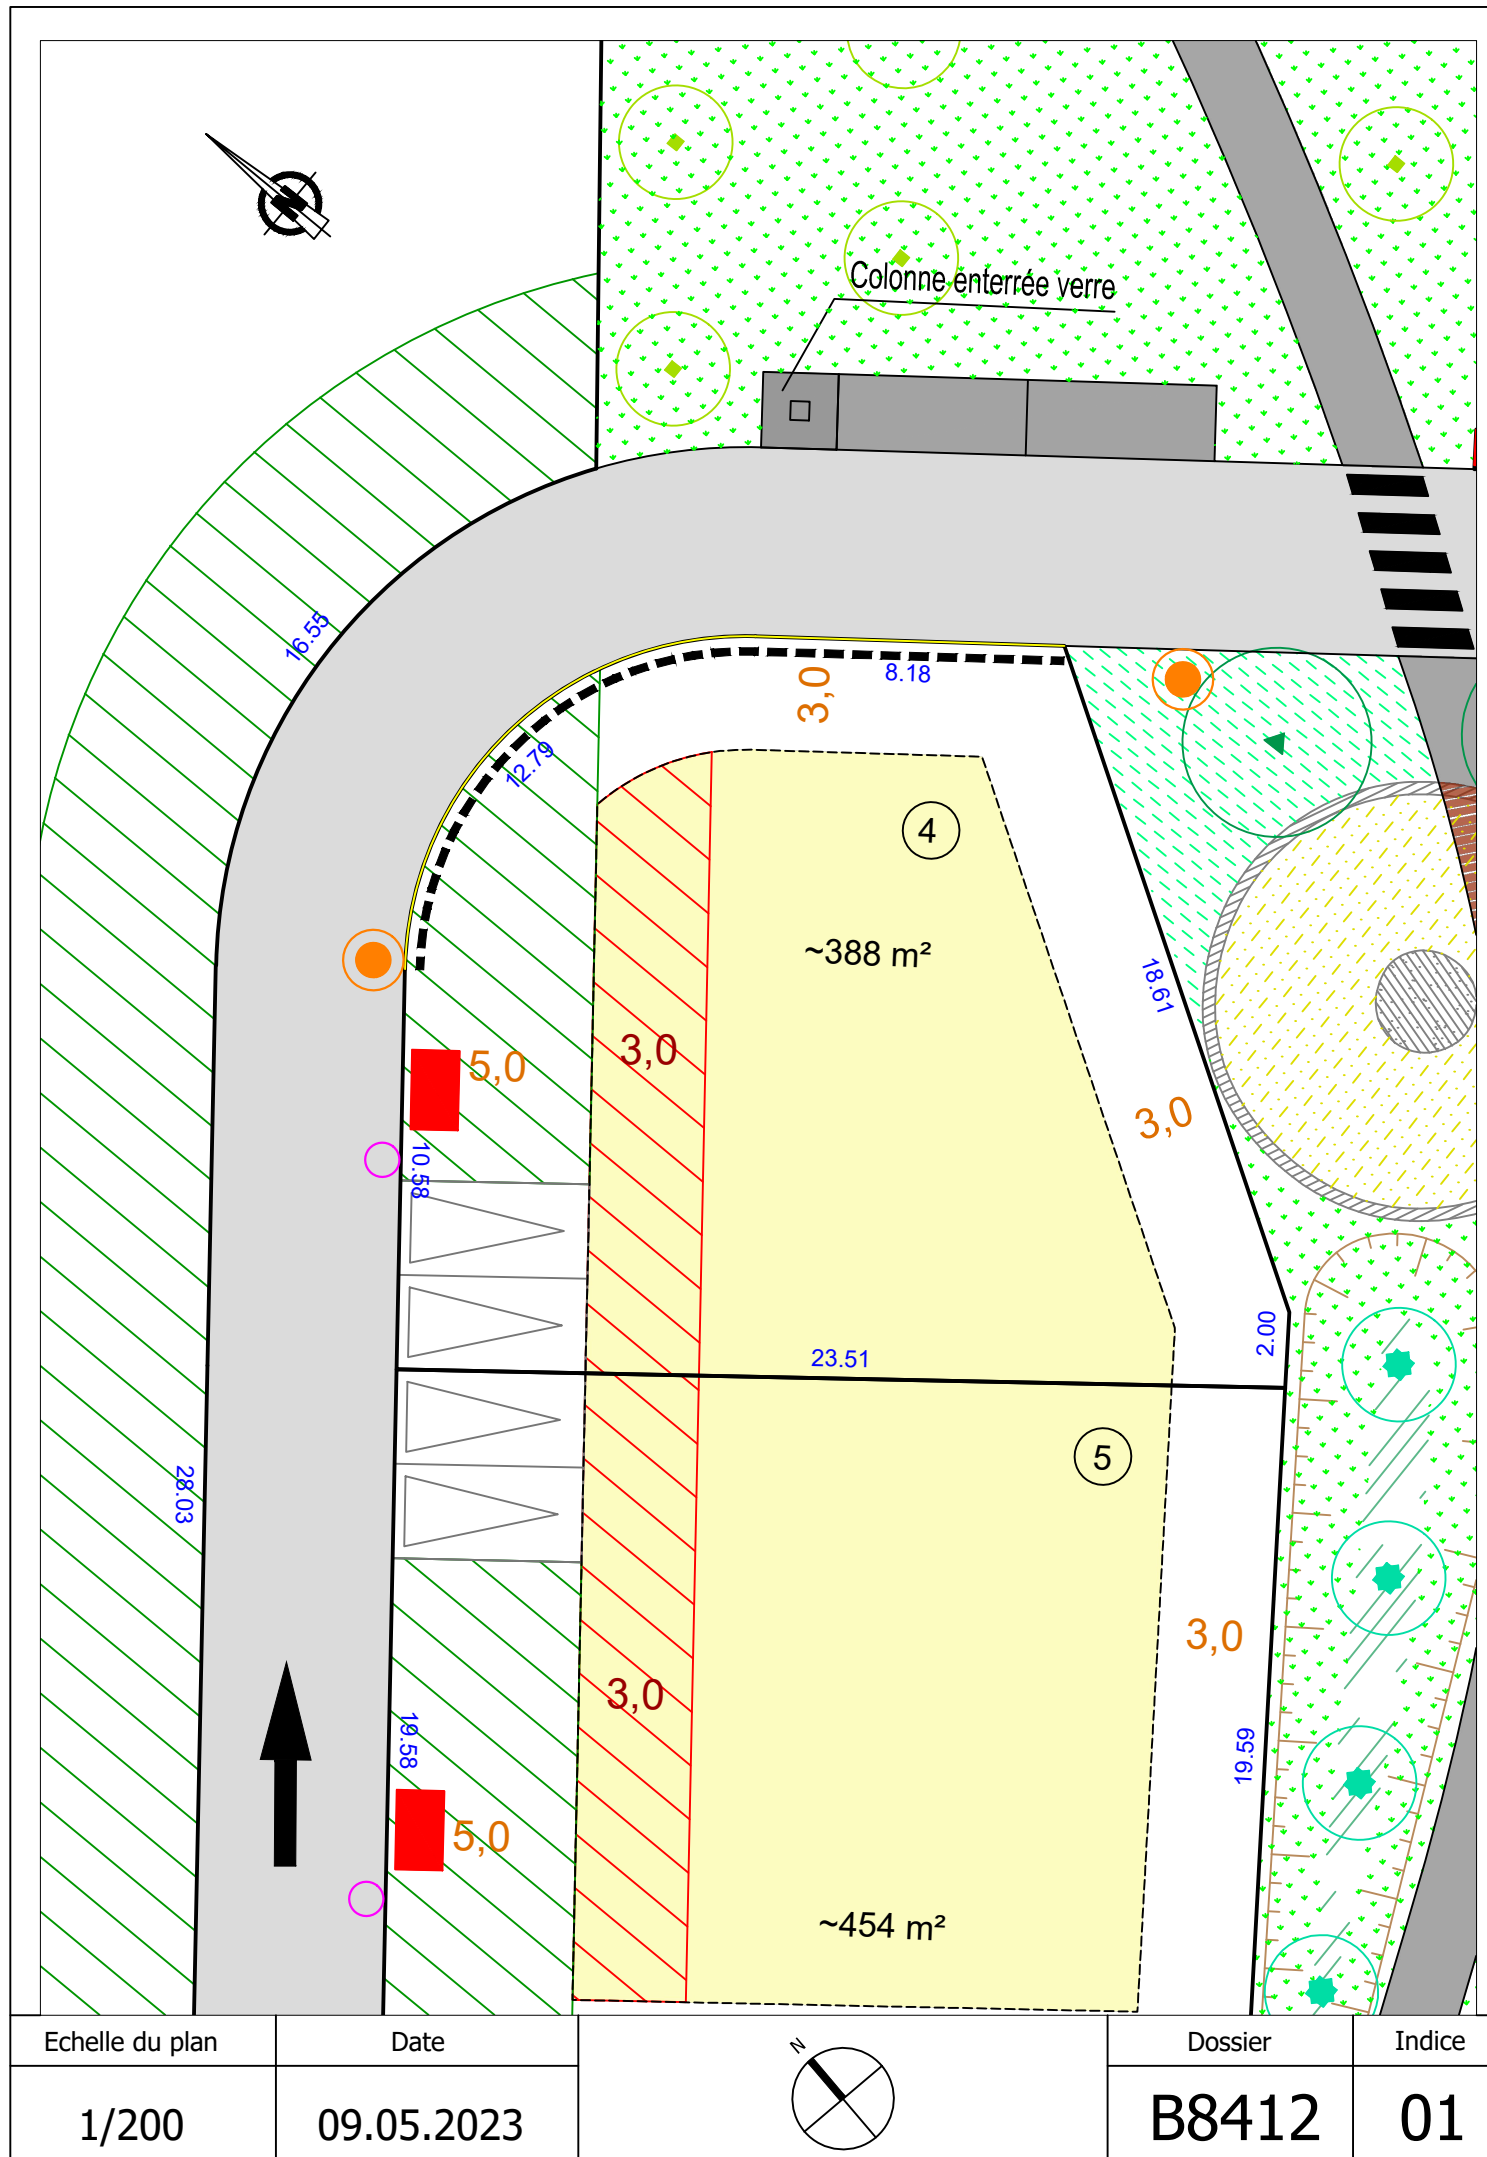 N
Colonne enterrée verre
16.55
3,0
8.18
12.79
4
~388 m²
18.61
3,0
5,0
3,0
10.58
2.00
23.51
5
28.03
3,0
3,0
19.58
19.59
5,0
~454 m²
Echelle du plan
Date
N
Dossier
Indice
1/200
09.05.2023
B8412
01